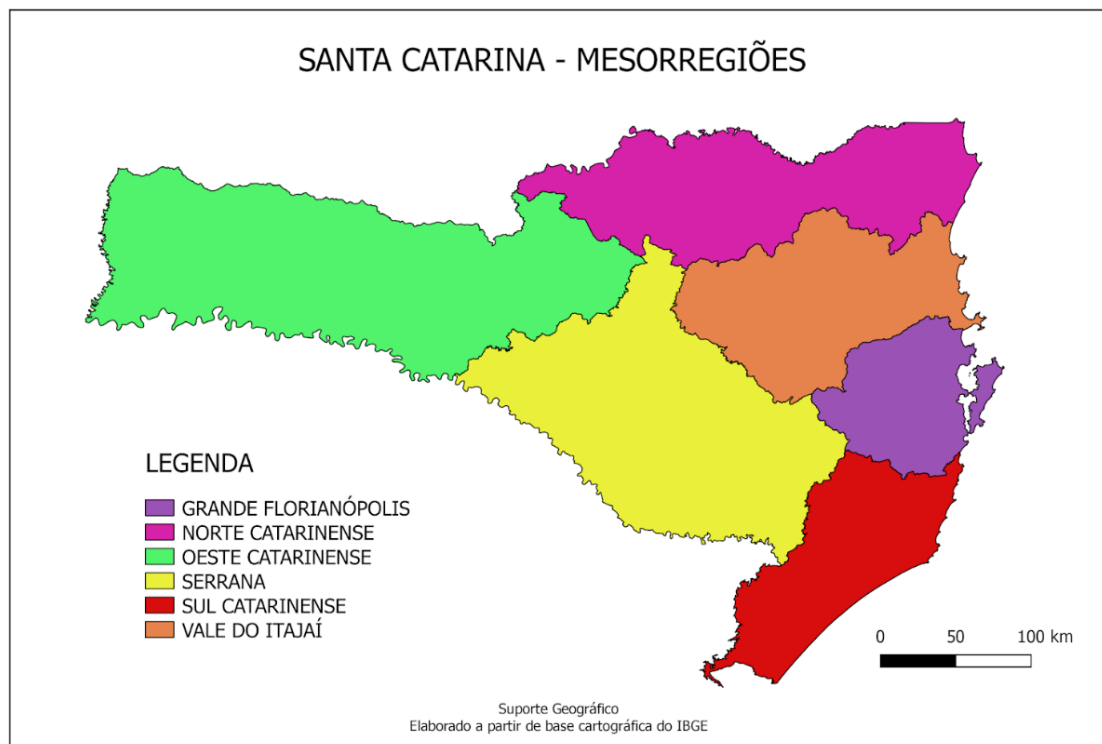 SANTA CATARINA - MESORREGIÕES
LEGENDA
GRANDE FLORIANÓPOLIS
NORTE CATARINENSE
OESTE CATARINENSE
SERRANA
SUL CATARINENSE
VALE DO ITAJAÍ
0 50 100 km
Suporte Geográfico
Elaborado a partir de base cartográfica do IBGE